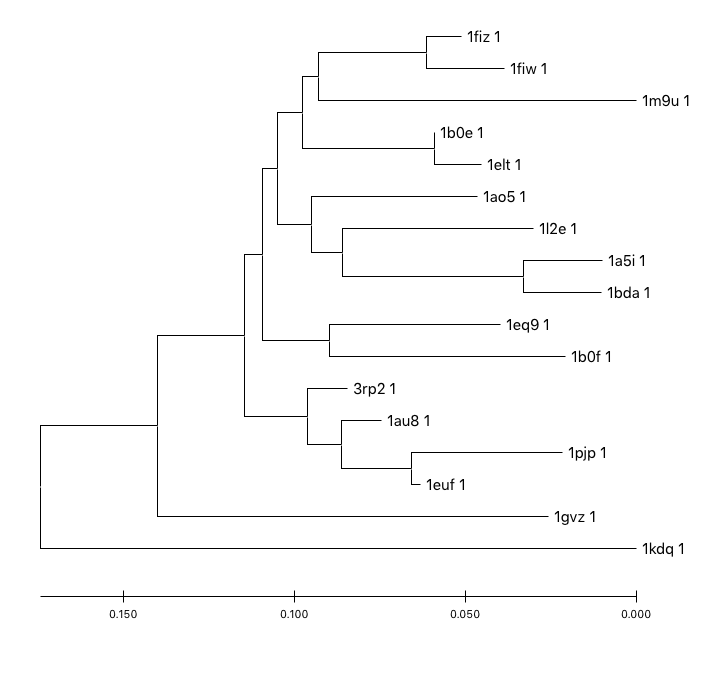 1fiz 1
1fiw 1
1m9u 1
1b0e 1
1elt 1
1ao5 1
1l2e 1
1a5i 1
1bda 1
1eq9 1
1b0f 1
3rp2 1
1au8 1
1pjp 1
1euf 1
1gvz 1
1kdq 1
0.150 0.100 0.050 0.000